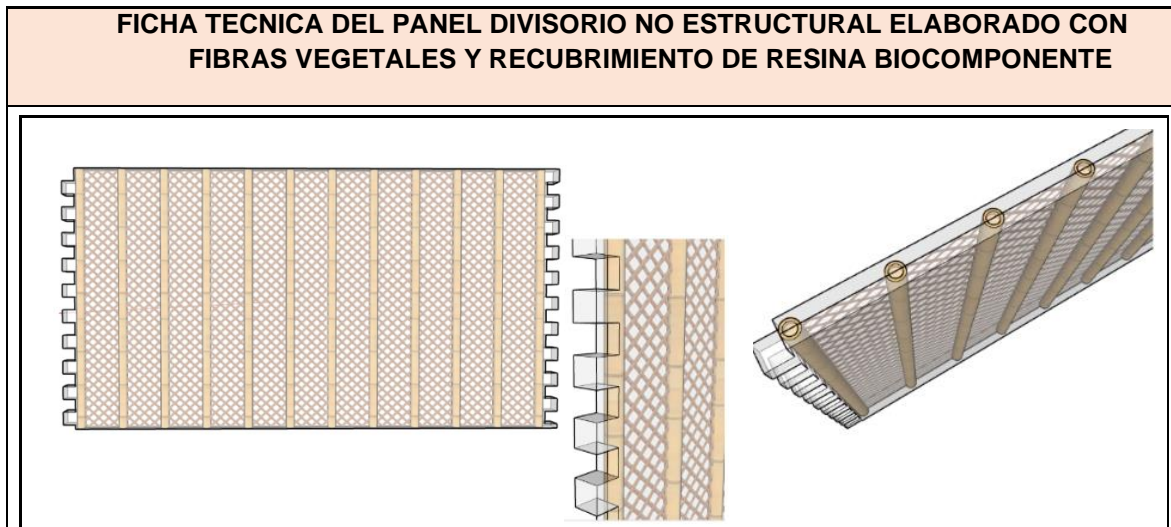 FICHA TECNICA DEL PANEL DIVISORIO NO ESTRUCTURAL ELABORADO CON
FIBRAS VEGETALES Y RECUBRIMIENTO DE RESINA BIOCOMPONENTE